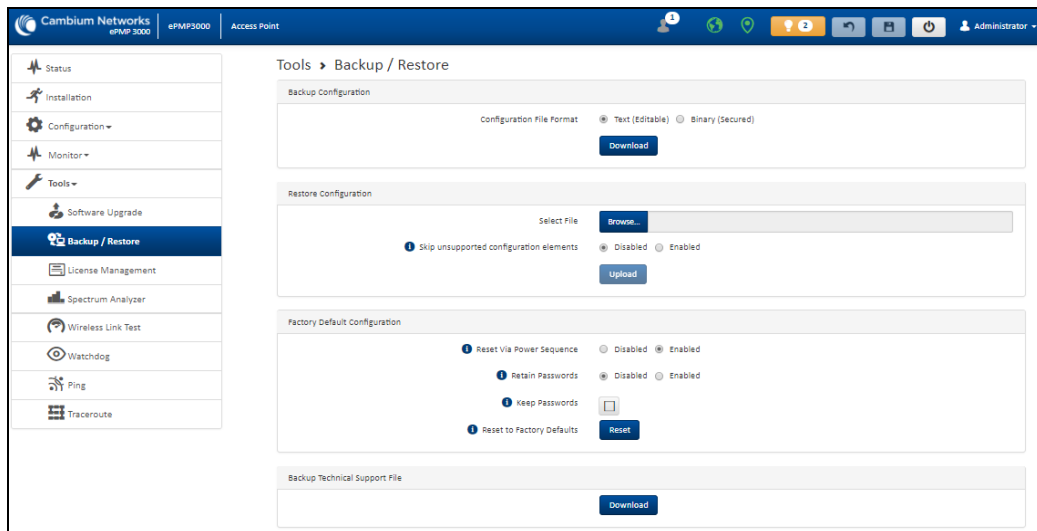 Cambium Networks
ePMP 3000
ePMP3000
Access Point
1
2
Administrator
Status
Installation
Configuration
Monitor
Tools
Software Upgrade
Backup / Restore
License Management
Spectrum Analyzer
Wireless Link Test
Watchdog
Ping
Traceroute
Tools > Backup / Restore
Backup Configuration
Configuration File Format Text (Editable) Binary (Secured)
Download
Restore Configuration
Select File Browse...
Skip unsupported configuration elements Disabled Enabled
Upload
Factory Default Configuration
Reset Via Power Sequence Disabled Enabled
Retain Passwords Disabled Enabled
Keep Passwords
Reset to Factory Defaults Reset
Backup Technical Support File
Download